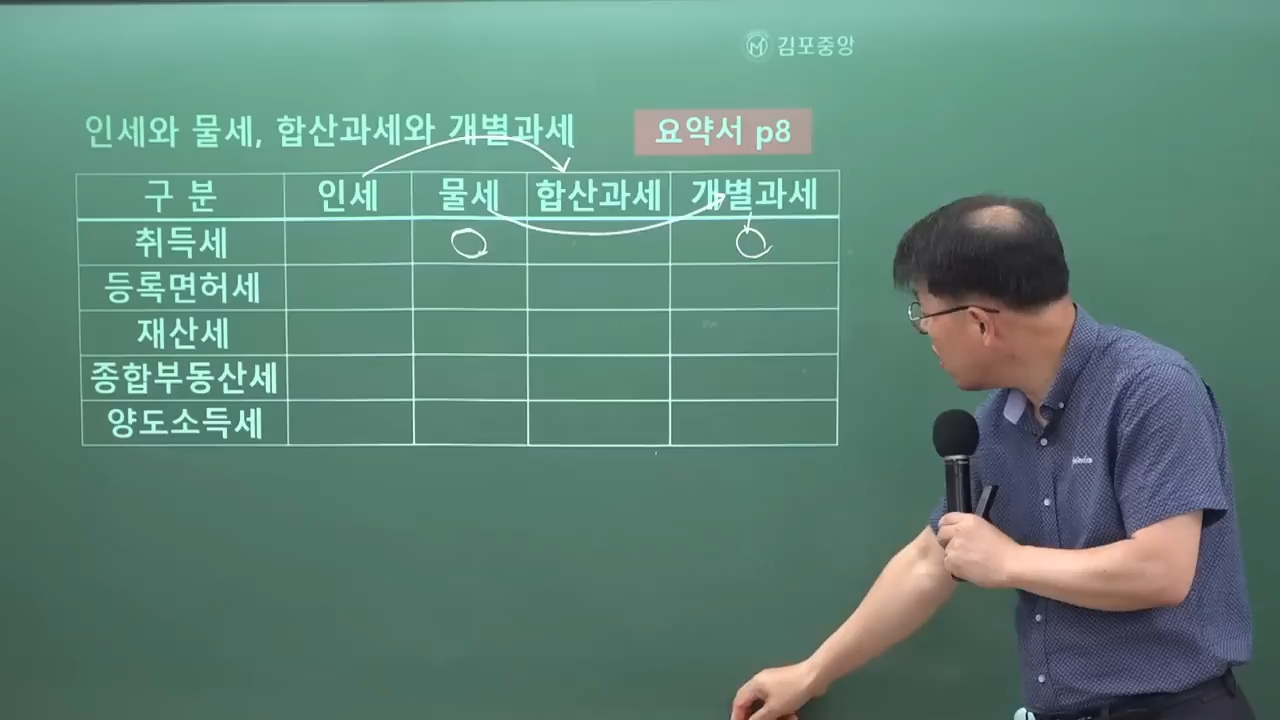 김포중앙
인세와 물세, 합산과세와 개별과세 요약서 p8
구 분 인세 물세 합산과세 개별과세
취득세
등록면허세
재산세
종합부동산세
양도소득세